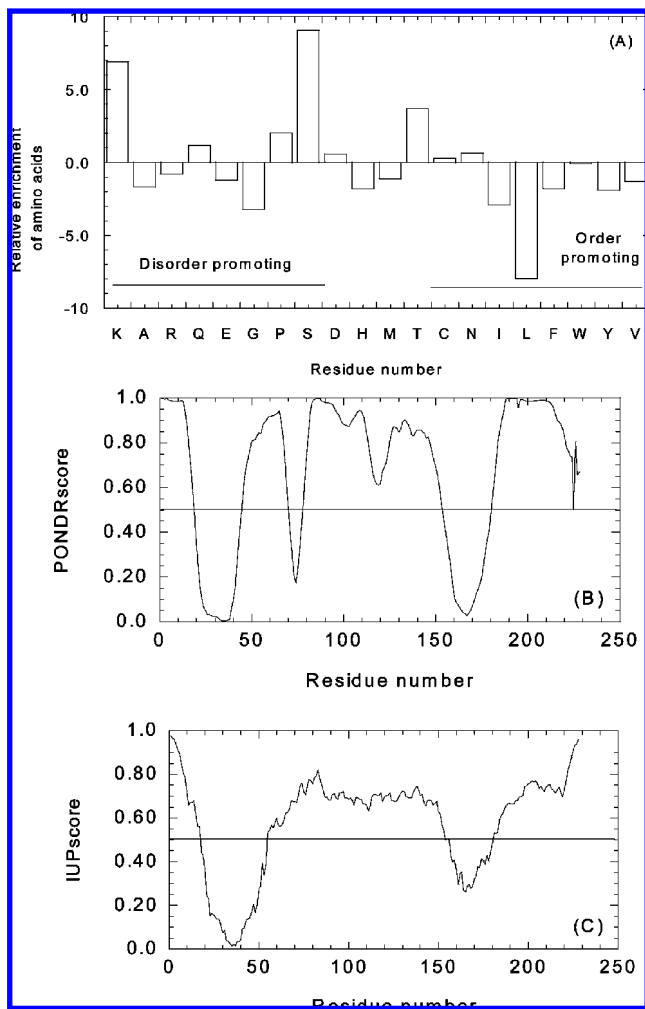 10
(A)
5.0
0.0
-5.0
-10
Relative enrichment
of amino acids
Disorder promoting
Order
promoting
K A R Q E G P S D H M T C N I L F W Y V
Residue number
1.0
0.80
0.60
0.40
0.20
0.0
PONDRscore
(B)
0 50 100 150 200 250
Residue number
1.0
0.80
0.60
0.40
0.20
0.0
IUPscore
(C)
0 50 100 150 200 250
Residue number